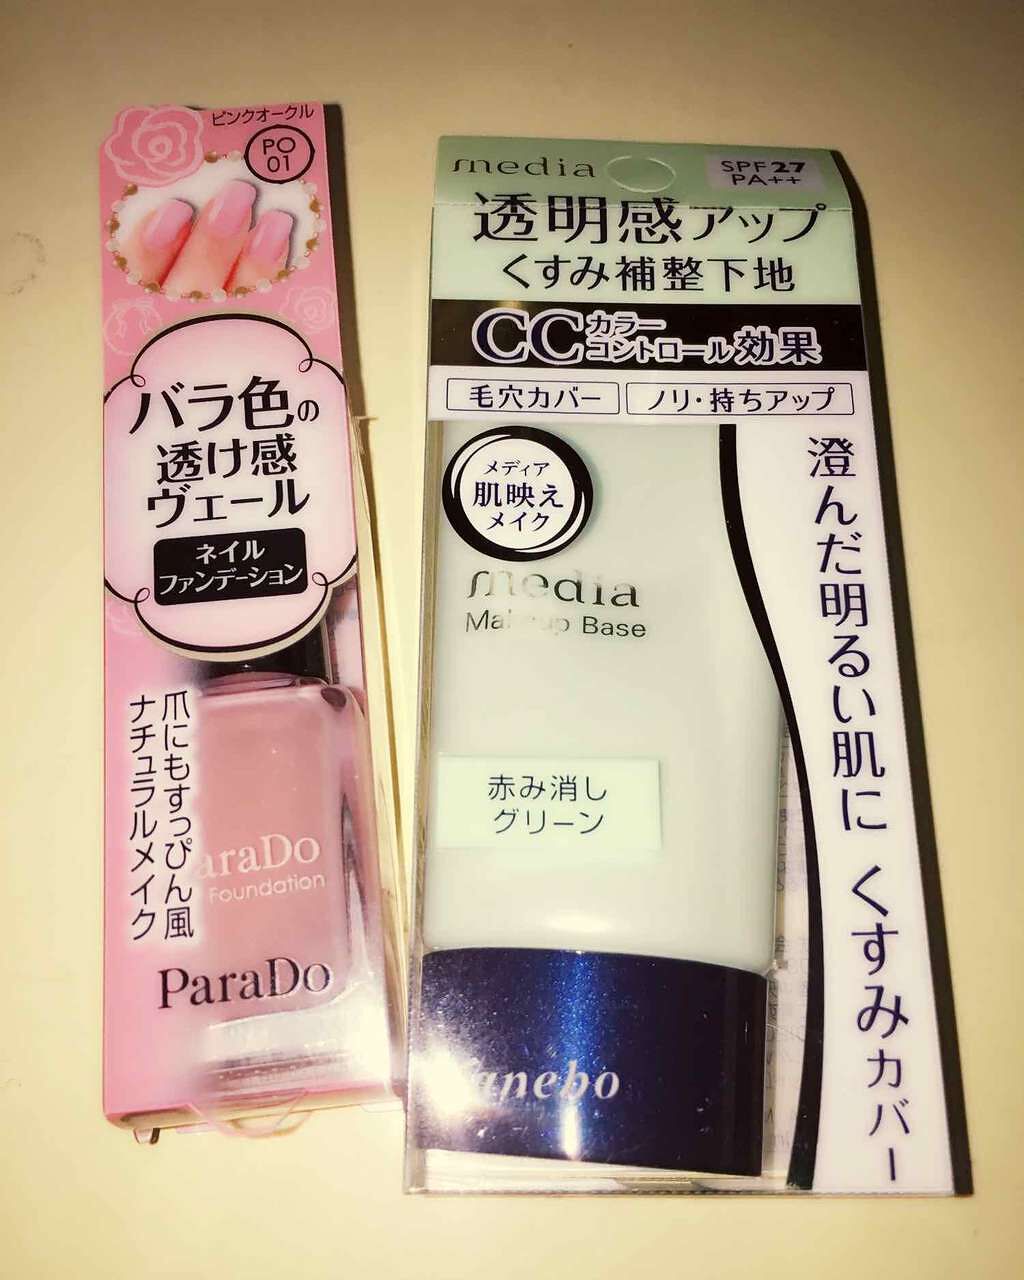 ピンクオークル
PO
01
バラ色の
透け感
ヴェール
ネイル
ファンデーション
爪にもすっぴん風
ナチュラルメイク
araDo
Foundation
ParaDo
media
SPF27
PA++
透明感アップ
くすみ補整下地
CCカラーコントロール効果
毛穴カバー
ノリ・持ちアップ
メディア
肌映え
メイク
澄んだ明るい肌に くすみカバー
media
Makeup Base
赤み消し
グリーン
anebo